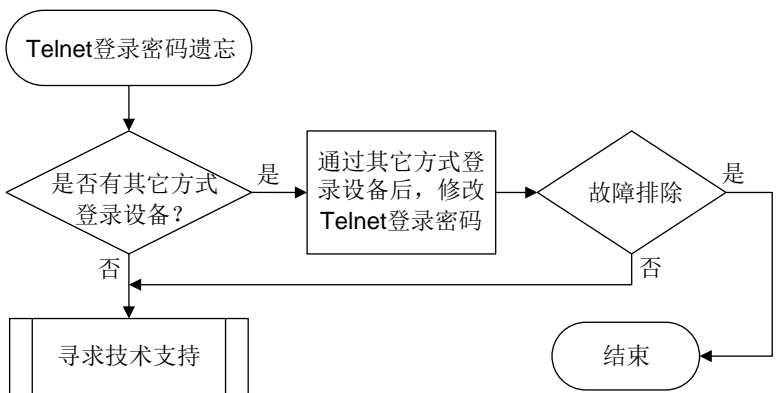 Telnet登录密码遗忘
是否有其它方式
登录设备？
是
通过其它方式登
录设备后，修改
Telnet登录密码
故障排除
是
否
否
寻求技术支持
结束